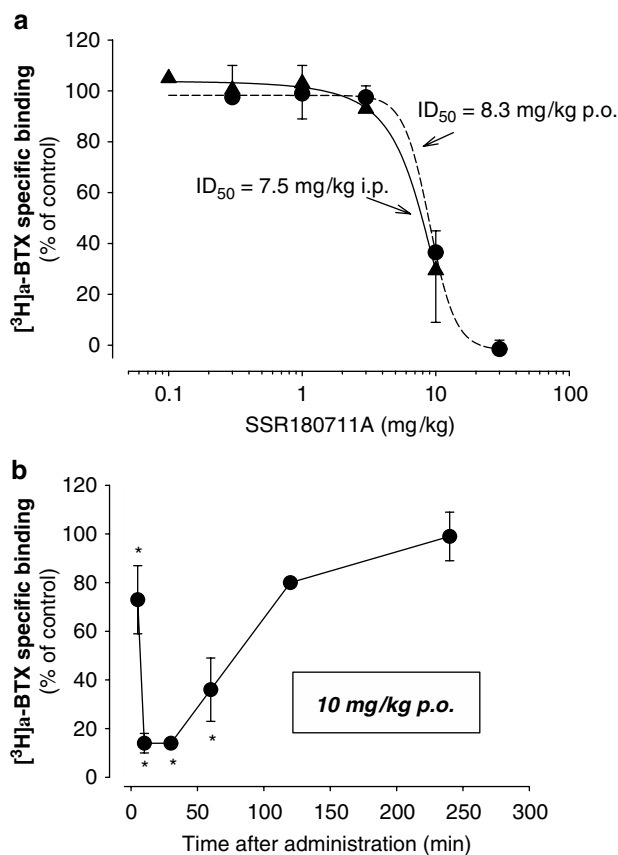 a
[³H]a-BTX specific binding
(% of control)
120
100
80
60
40
20
0
ID₅₀ = 8.3 mg/kg p.o.
ID₅₀ = 7.5 mg/kg i.p.
0.1
1
10
100
SSR180711A (mg/kg)
b
[³H]a-BTX specific binding
(% of control)
120
100
80
60
40
20
0
*
*
*
*
10 mg/kg p.o.
0
50
100
150
200
250
300
Time after administration (min)